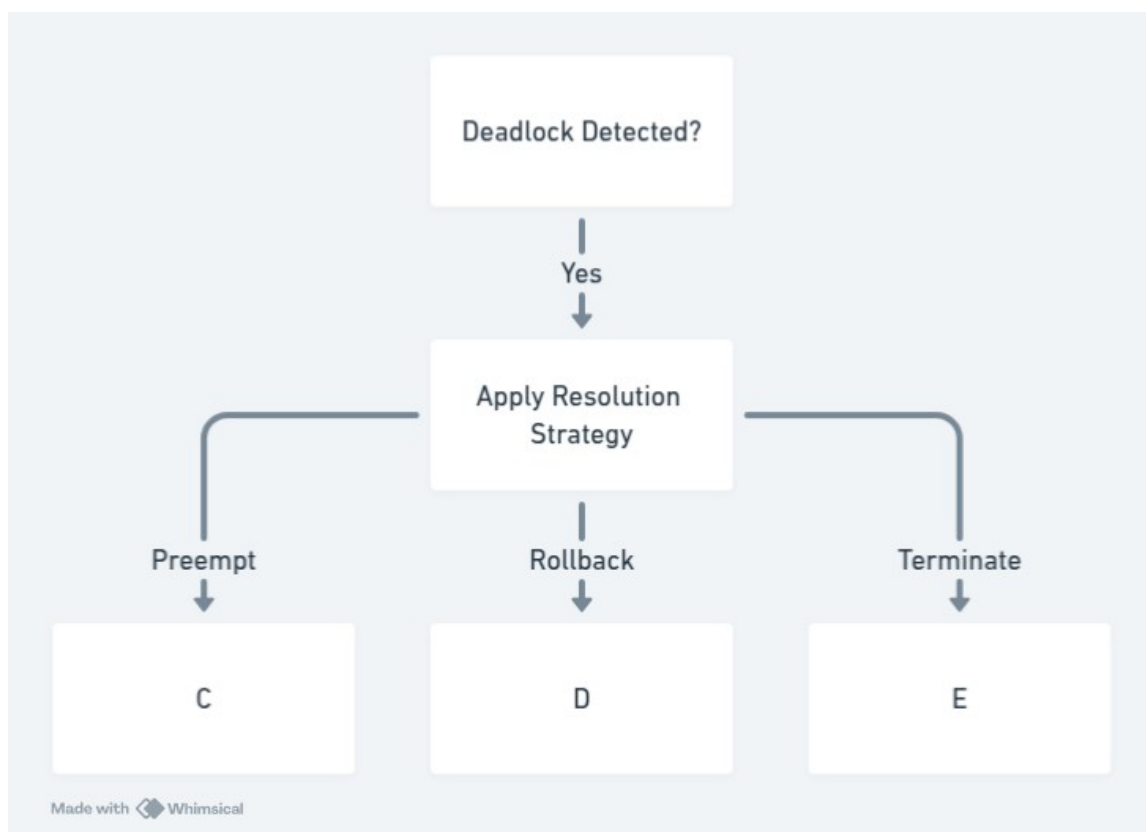 Deadlock Detected?
Yes
Apply Resolution
Strategy
Preempt
Rollback
Terminate
C
D
E
Made with Whimsical